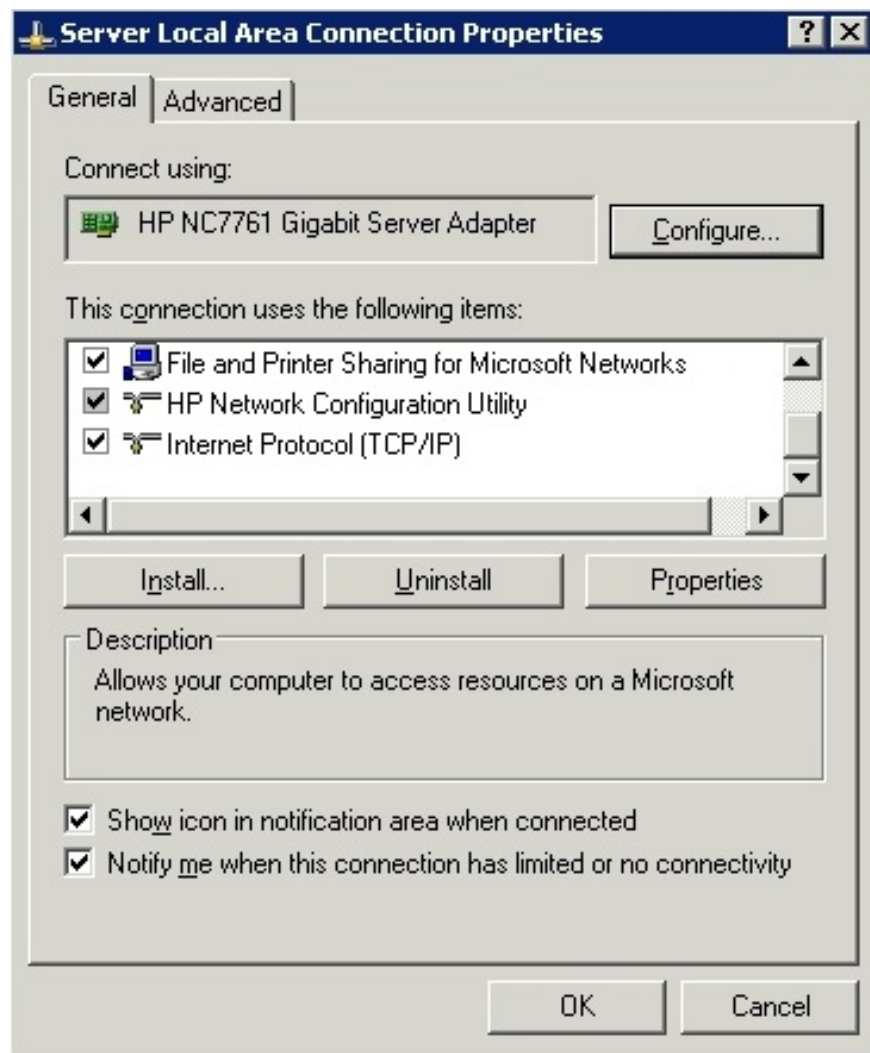 Server Local Area Connection Properties
General
Advanced
Connect using:
HP NC7761 Gigabit Server Adapter
Configure...
This connection uses the following items:
File and Printer Sharing for Microsoft Networks
HP Network Configuration Utility
Internet Protocol (TCP/IP)
Install...
Uninstall
Properties
Description
Allows your computer to access resources on a Microsoft
network.
Show icon in notification area when connected
Notify me when this connection has limited or no connectivity
OK
Cancel